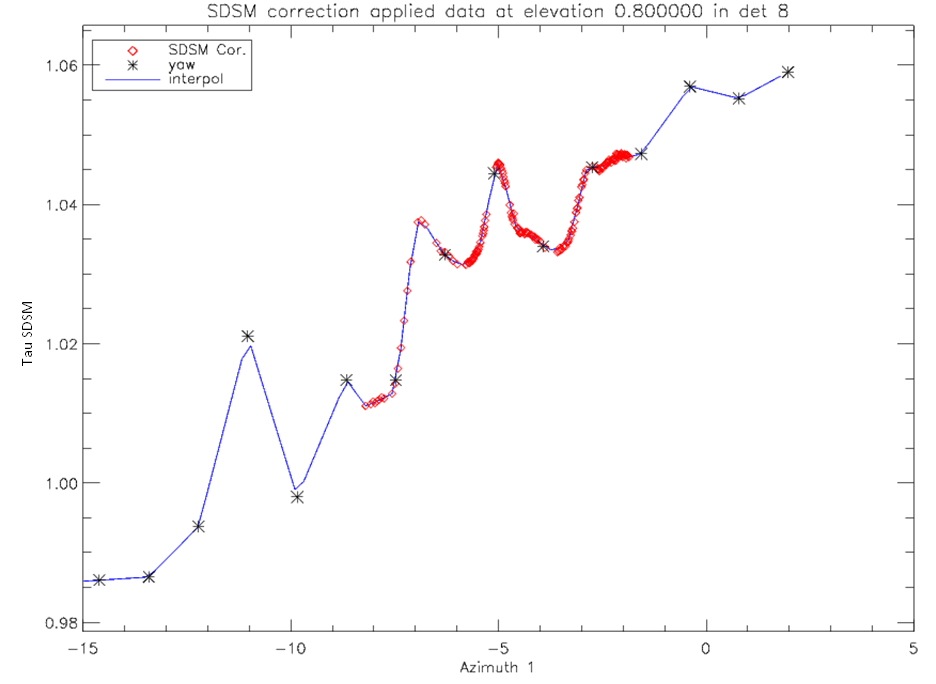 SDSM correction applied data at elevation 0.800000 in det 8
SDSM Cor.
yaw
interpol
1.06
1.04
1.02
1.00
0.98
Tau SDSM
-15
-10
-5
0
5
Azimuth 1